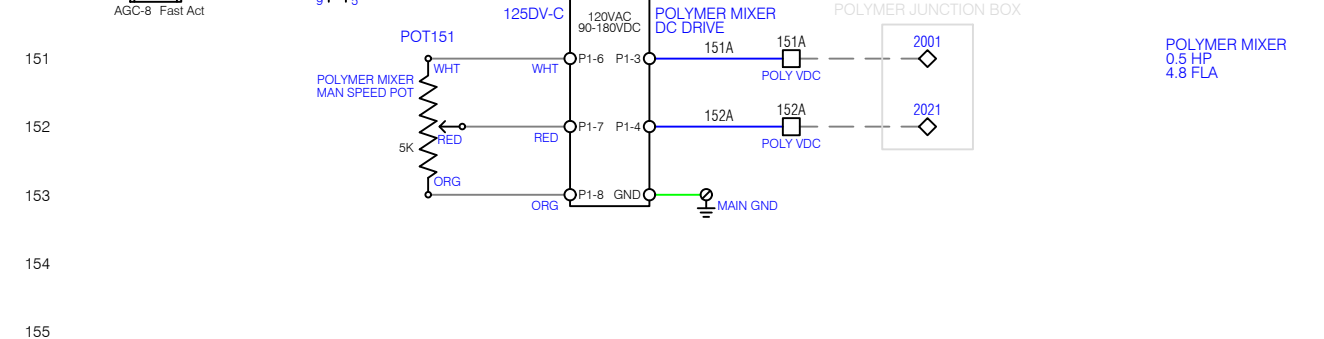 AGC-8 Fast Act
9
5
125DV-C
120VAC
90-180VDC
POLYMER MIXER
DC DRIVE
POLYMER JUNCTION BOX
POT151
151
WHT
WHT
P1-6
P1-3
151A
151A
POLY VDC
2001
POLYMER MIXER
0.5 HP
4.8 FLA
POLYMER MIXER
MAN SPEED POT
152
RED
RED
P1-7
P1-4
152A
152A
POLY VDC
2021
5K
153
ORG
ORG
P1-8
GND
MAIN GND
154
155